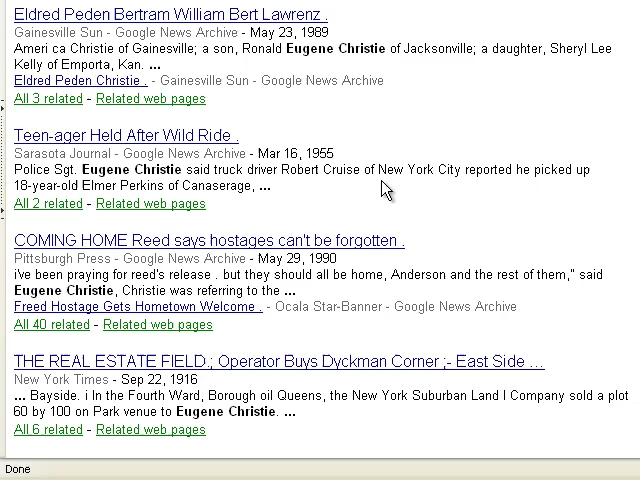 Eldred Peden Bertram William Bert Lawrenz .
Gainesville Sun - Google News Archive - May 23, 1989
Ameri ca Christie of Gainesville; a son, Ronald Eugene Christie of Jacksonville; a daughter, Sheryl Lee
Kelly of Emporta, Kan. ...
Eldred Peden Christie . - Gainesville Sun - Google News Archive
All 3 related - Related web pages
Teen-ager Held After Wild Ride .
Sarasota Journal - Google News Archive - Mar 16, 1955
Police Sgt. Eugene Christie said truck driver Robert Cruise of New York City reported he picked up
18-year-old Elmer Perkins of Canaserage, ...
All 2 related - Related web pages
COMING HOME Reed says hostages can't be forgotten .
Pittsburgh Press - Google News Archive - May 29, 1990
i've been praying for reed's release . but they should all be home, Anderson and the rest of them," said
Eugene Christie, Christie was referring to the ...
Freed Hostage Gets Hometown Welcome . - Ocala Star-Banner - Google News Archive
All 40 related - Related web pages
THE REAL ESTATE FIELD.; Operator Buys Dyckman Corner ;- East Side ...
New York Times - Sep 22, 1916
... Bayside. i In the Fourth Ward, Borough oil Queens, the New York Suburban Land I Company sold a plot
60 by 100 on Park venue to Eugene Christie. ...
All 6 related - Related web pages
Done